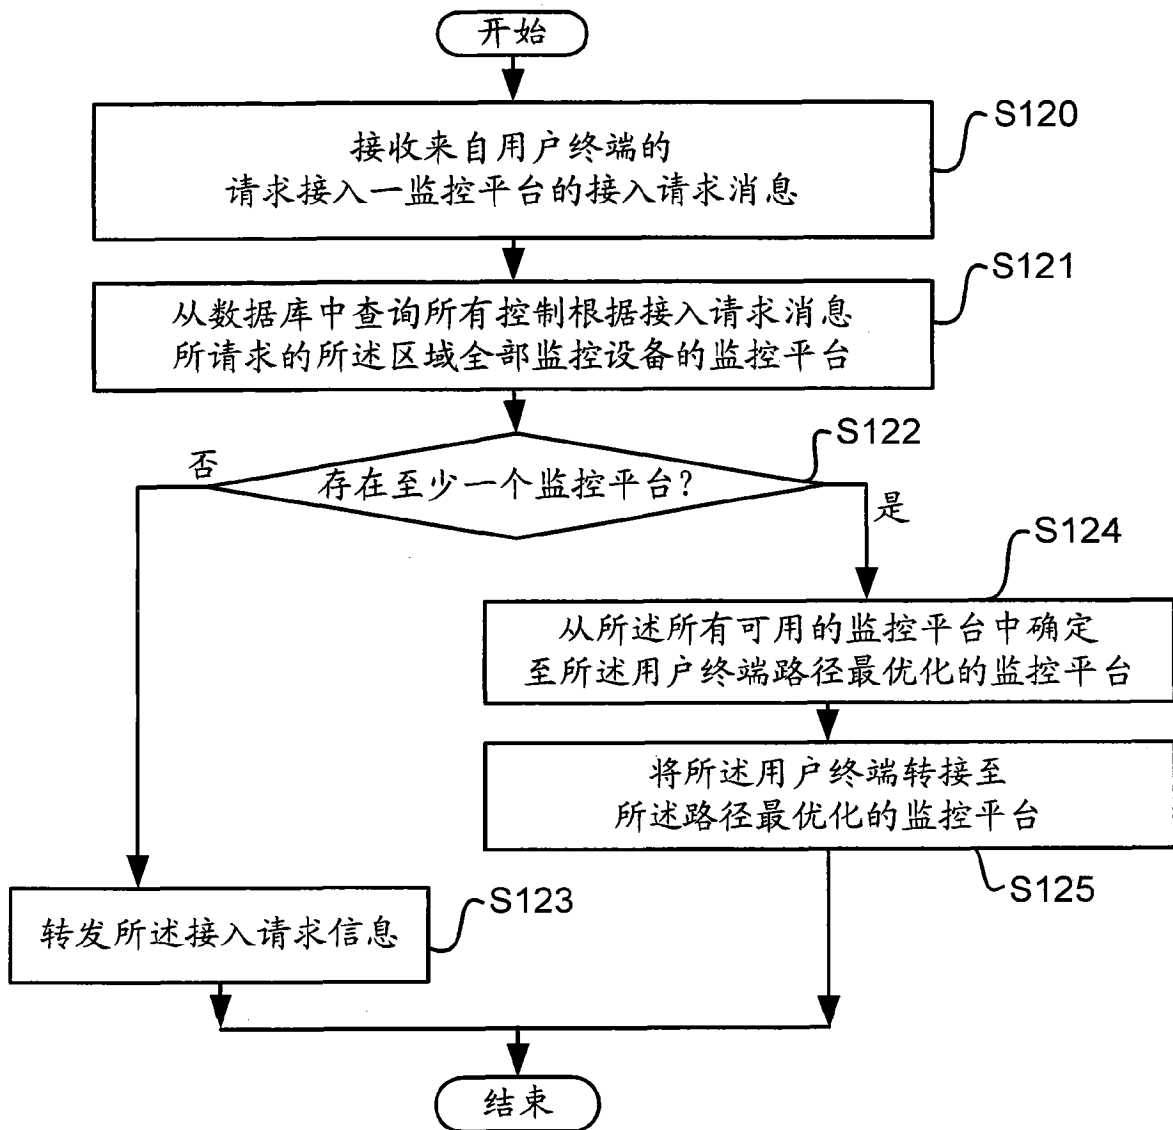 开始
S120
接收来自用户终端的
请求接入一监控平台的接入请求消息
S121
从数据库中查询所有控制根据接入请求消息
所请求的所述区域全部监控设备的监控平台
S122
否
存在至少一个监控平台？
是
S124
从所述所有可用的监控平台中确定
至所述用户终端路径最优化的监控平台
将所述用户终端转接至
所述路径最优化的监控平台
S125
S123
转发所述接入请求信息
结束